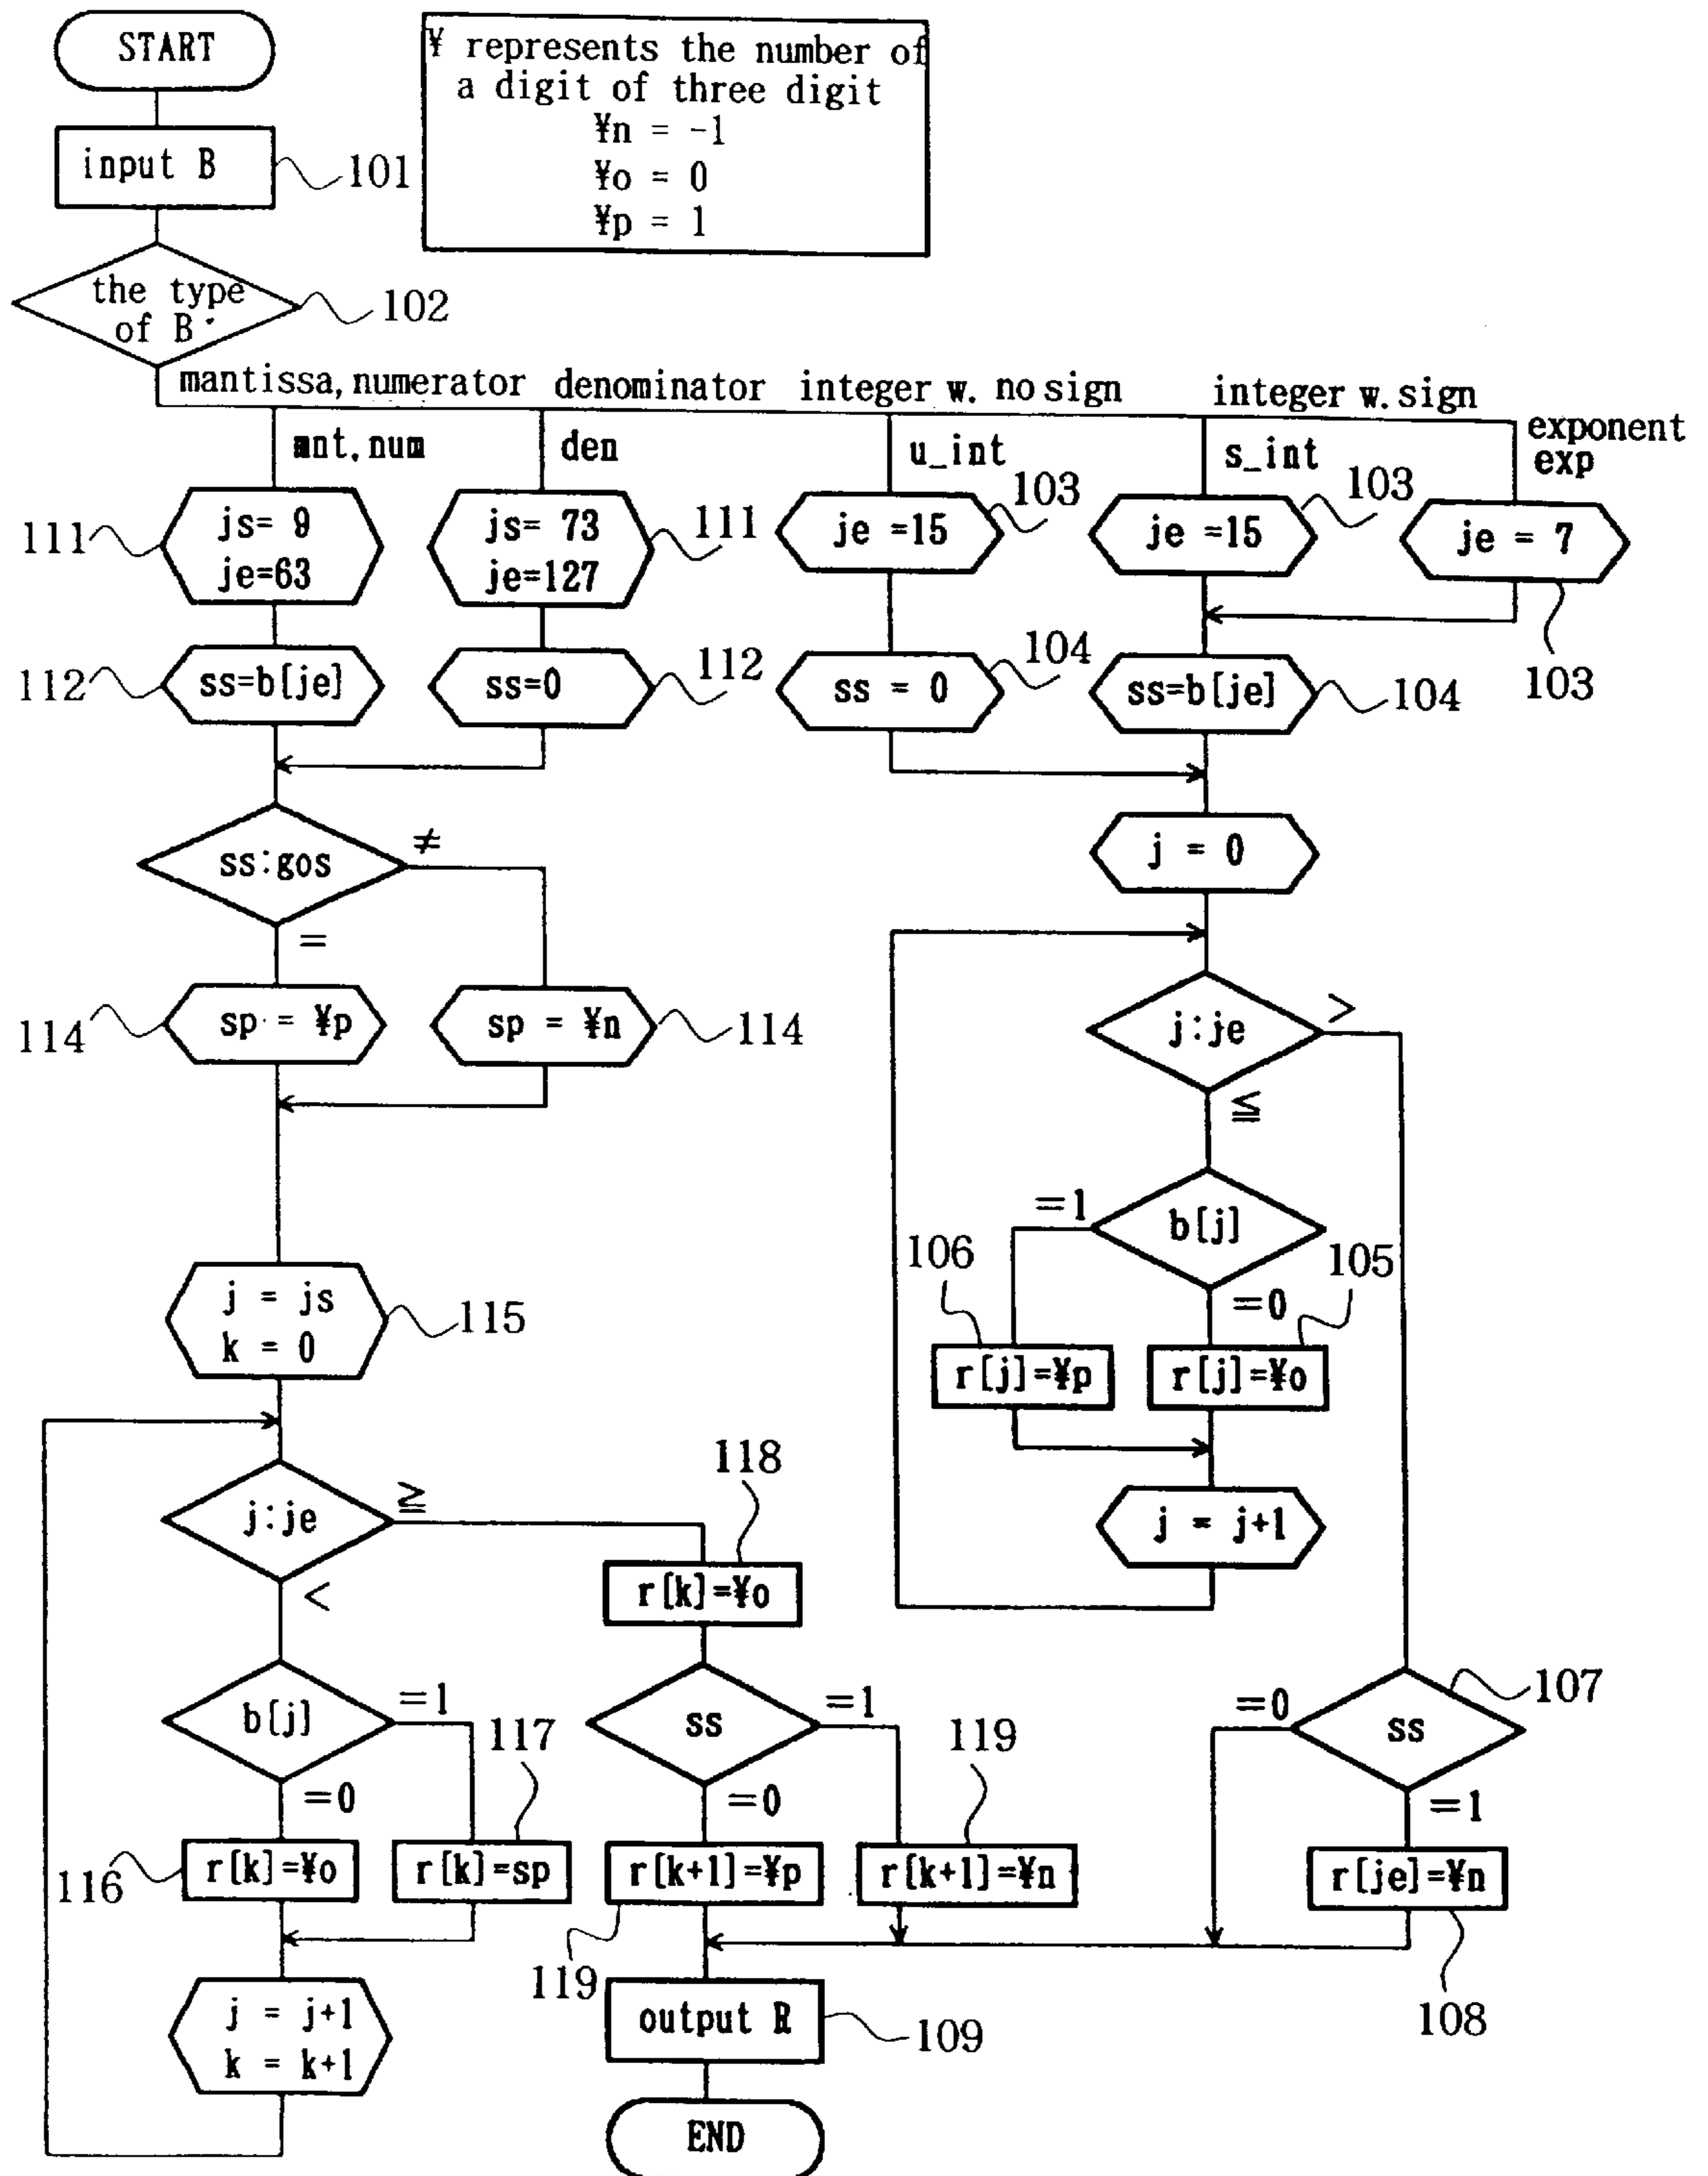 START
¥ represents the number of
a digit of three digit
¥n = -1
¥o = 0
¥p = 1
input B
101
the type
of B
102
mantissa, numerator
denominator
integer w. no sign
integer w. sign
exponent
exp
mnt, num
den
u_int
s_int
103
103
111
js= 9
je=63
js= 73
je=127
111
je =15
je =15
je = 7
103
112
ss=b[je]
ss=0
112
ss = 0
104
ss=b[je]
104
ss:gos
≠
=
j = 0
114
sp = ¥p
sp = ¥n
114
j:je
>
≦
b[j]
=1
=0
106
105
r[j]=¥p
r[j]=¥o
j = j+1
j = js
k = 0
115
j:je
≧
<
118
r[k]=¥o
b[j]
=1
=0
117
ss
=1
=0
119
ss
=0
=1
107
116
r[k]=¥o
r[k]=sp
r[k+1]=¥p
r[k+1]=¥n
r[je]=¥n
119
108
j = j+1
k = k+1
output R
109
END